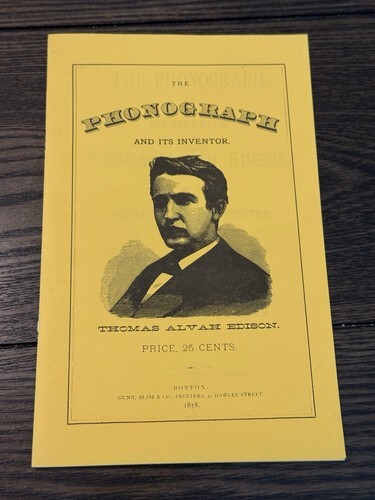 THE
PHONOGRAPH
AND ITS INVENTOR,
THOMAS ALVAH EDISON.
PRICE, 25 CENTS.
BOSTON:
GUNN, BLISS & CO., PRINTERS, HAWLEY STREET.
1878.